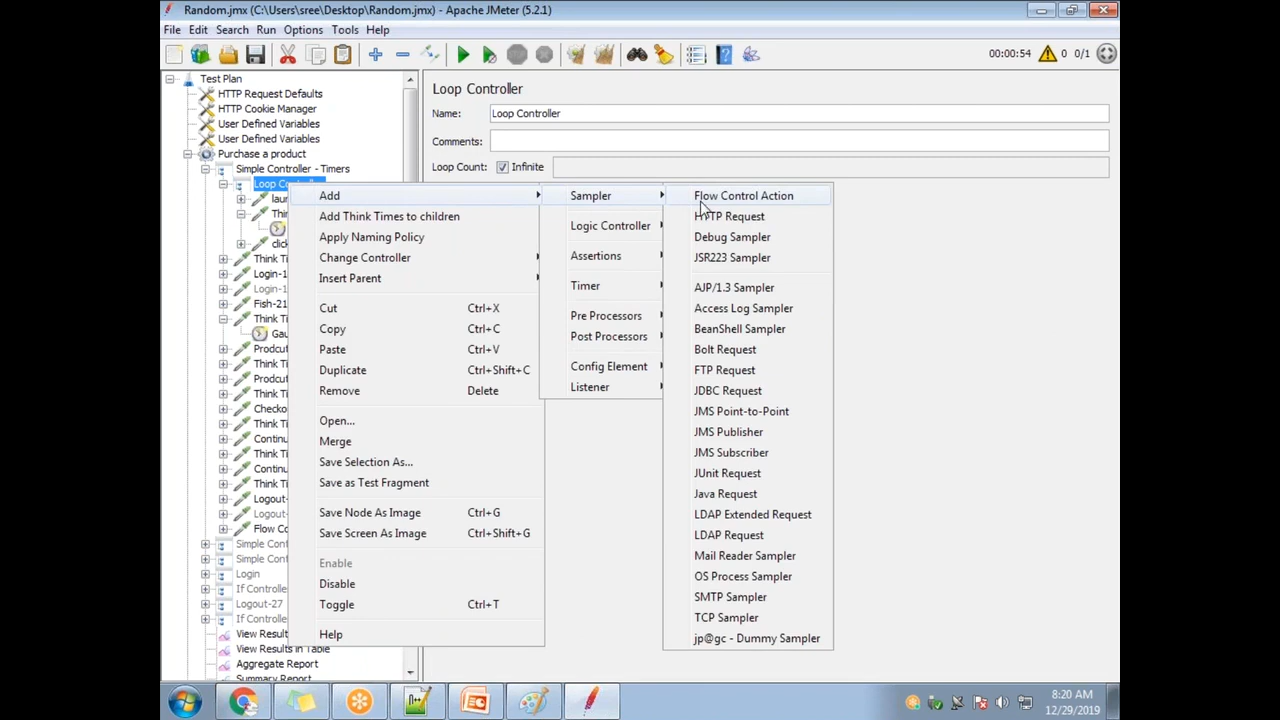 Random.jmx (C:\Users\sree\Desktop\Random.jmx) - Apache JMeter (5.2.1)
File Edit Search Run Options Tools Help
00:00:54 0 0/1
Test Plan
HTTP Request Defaults
HTTP Cookie Manager
User Defined Variables
User Defined Variables
Purchase a product
Simple Controller - Timers
Loop
lau
Thin
click
Think Ti
Login-1
Login-1
Fish-21
Think Ti
Gau
Prodcut
Think Ti
Prodcut
Think Ti
Checko
Think Ti
Continu
Think Ti
Continu
Think Ti
Logout-
Logout-
Flow Co
Simple Cont
Simple Cont
Login
If Controlle
Logout-27
If Controlle
View Result
View Results in Table
Aggregate Report
Summary Report
Loop Controller
Name: Loop Controller
Comments:
Loop Count: Infinite
Add
Add Think Times to children
Apply Naming Policy
Change Controller
Insert Parent
Cut Ctrl+X
Copy Ctrl+C
Paste Ctrl+V
Duplicate Ctrl+Shift+C
Remove Delete
Open...
Merge
Save Selection As...
Save as Test Fragment
Save Node As Image Ctrl+G
Save Screen As Image Ctrl+Shift+G
Enable
Disable
Toggle Ctrl+T
Help
Sampler
Logic Controller
Assertions
Timer
Pre Processors
Post Processors
Config Element
Listener
Flow Control Action
HTTP Request
Debug Sampler
JSR223 Sampler
AJP/1.3 Sampler
Access Log Sampler
BeanShell Sampler
Bolt Request
FTP Request
JDBC Request
JMS Point-to-Point
JMS Publisher
JMS Subscriber
JUnit Request
Java Request
LDAP Extended Request
LDAP Request
Mail Reader Sampler
OS Process Sampler
SMTP Sampler
TCP Sampler
jp@gc - Dummy Sampler
8:20 AM
12/29/2019